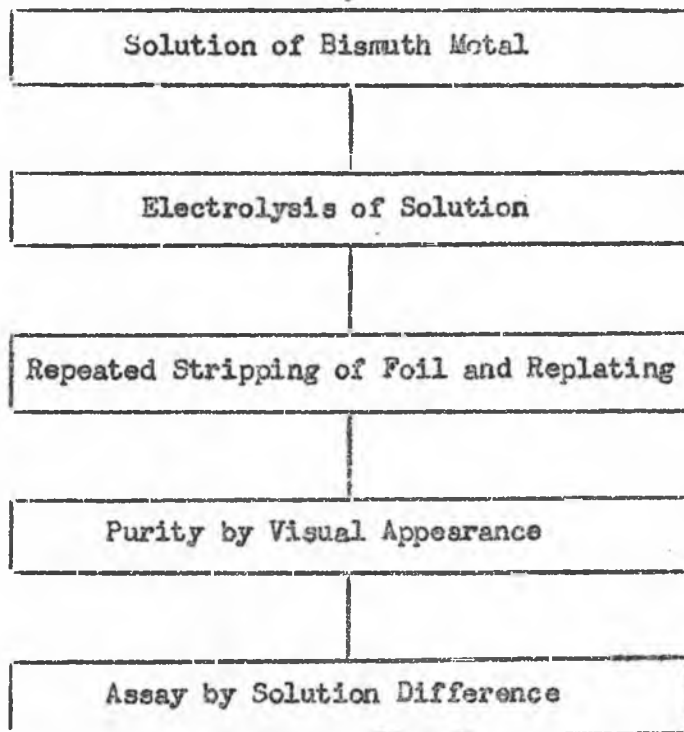 Solution of Bismuth Metal
Electrolysis of Solution
Repeated Stripping of Foil and Replating
Purity by Visual Appearance
Assay by Solution Difference